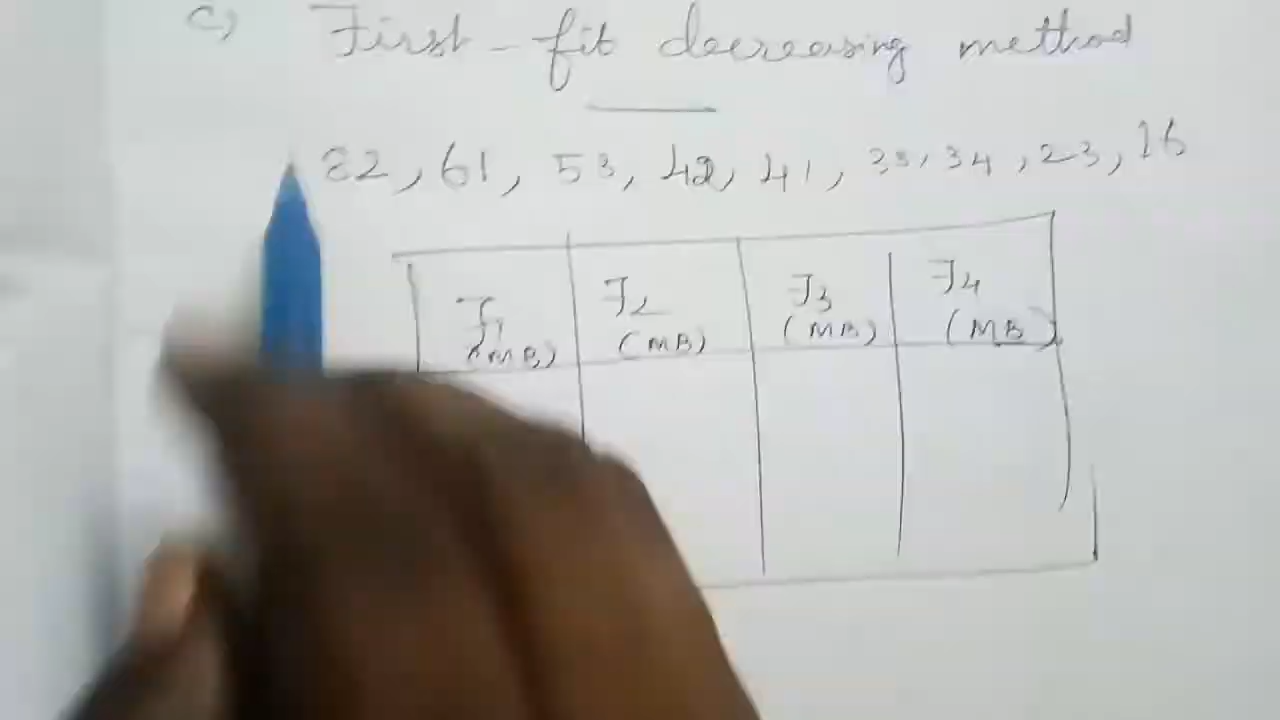 c) First-fit decreasing method
82, 61, 53, 42, 41, 38, 34, 23, 16
F1 F2 F3 F4
(MB) (MB) (MB) (MB)